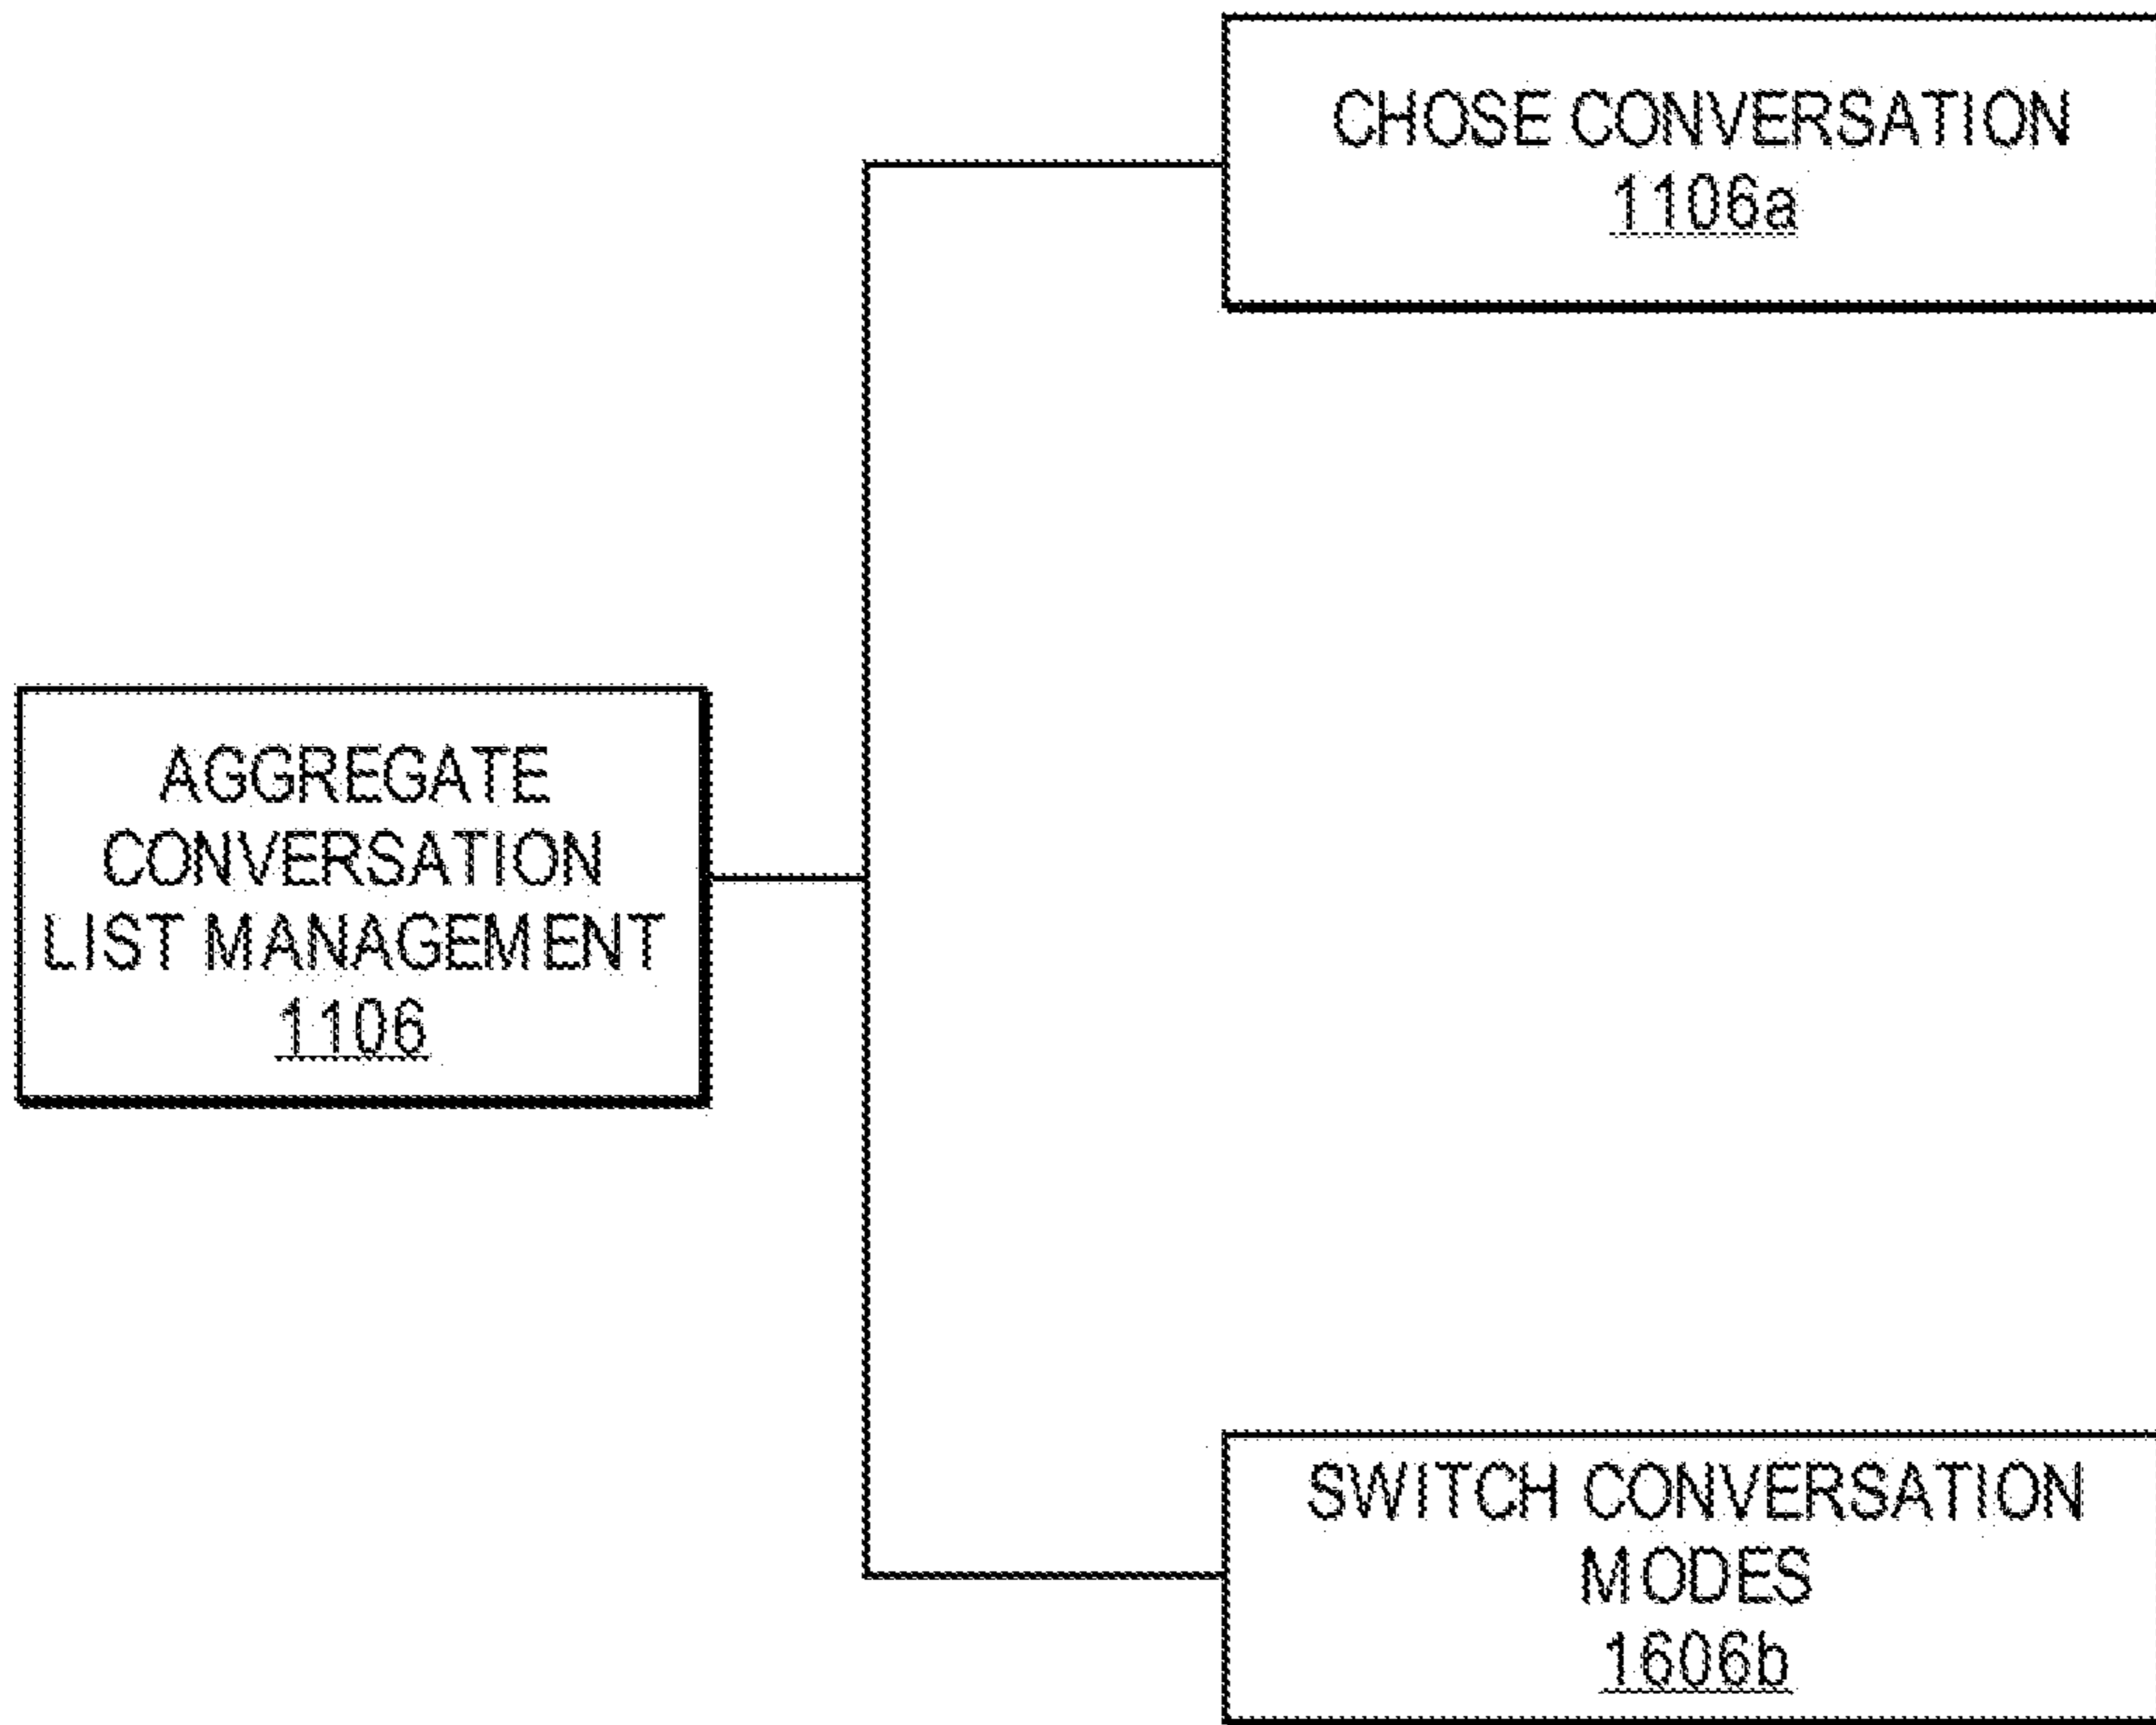 CHOSE CONVERSATION
1106a
AGGREGATE
CONVERSATION
LIST MANAGEMENT
1106
SWITCH CONVERSATION
MODES
1606b